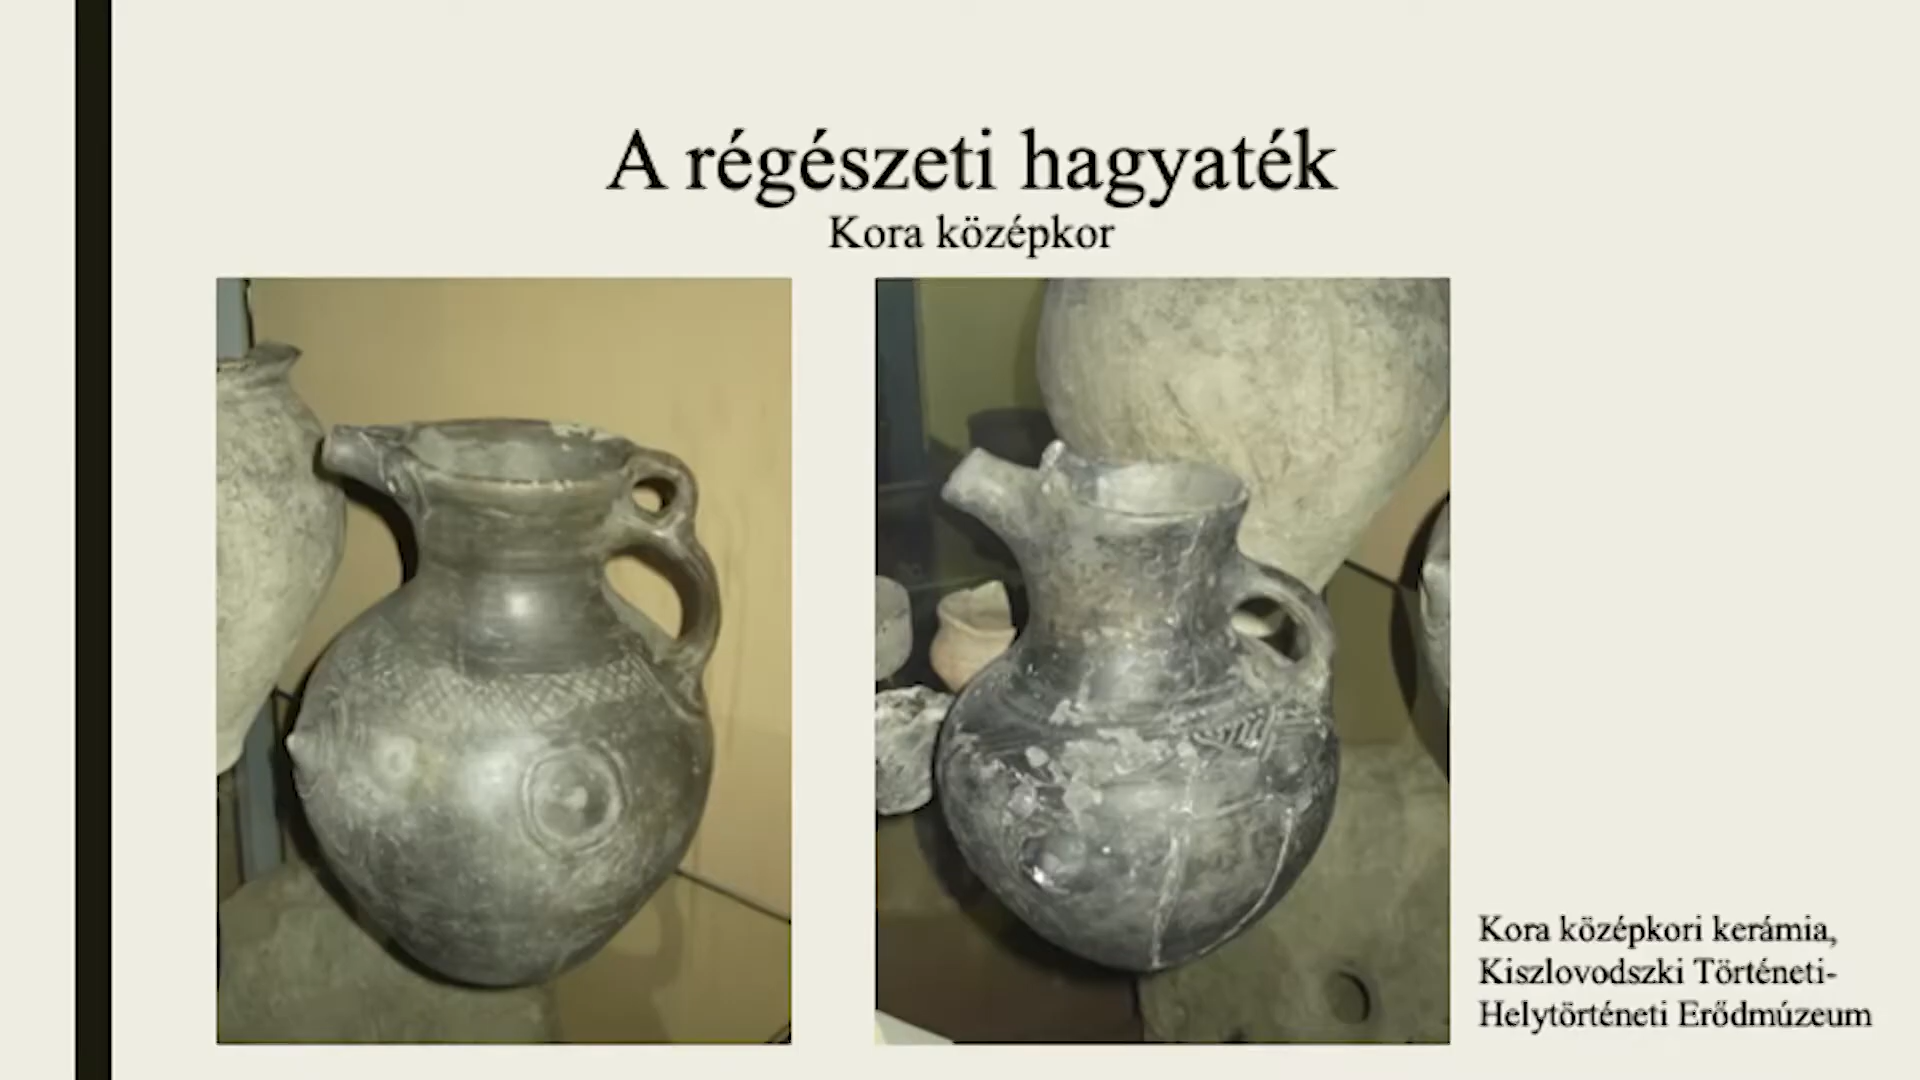 A régészeti hagyaték
Kora középkor
Kora középkori kerámia,
Kiszlovodszki Történeti-
Helytörténeti Erődmúzeum